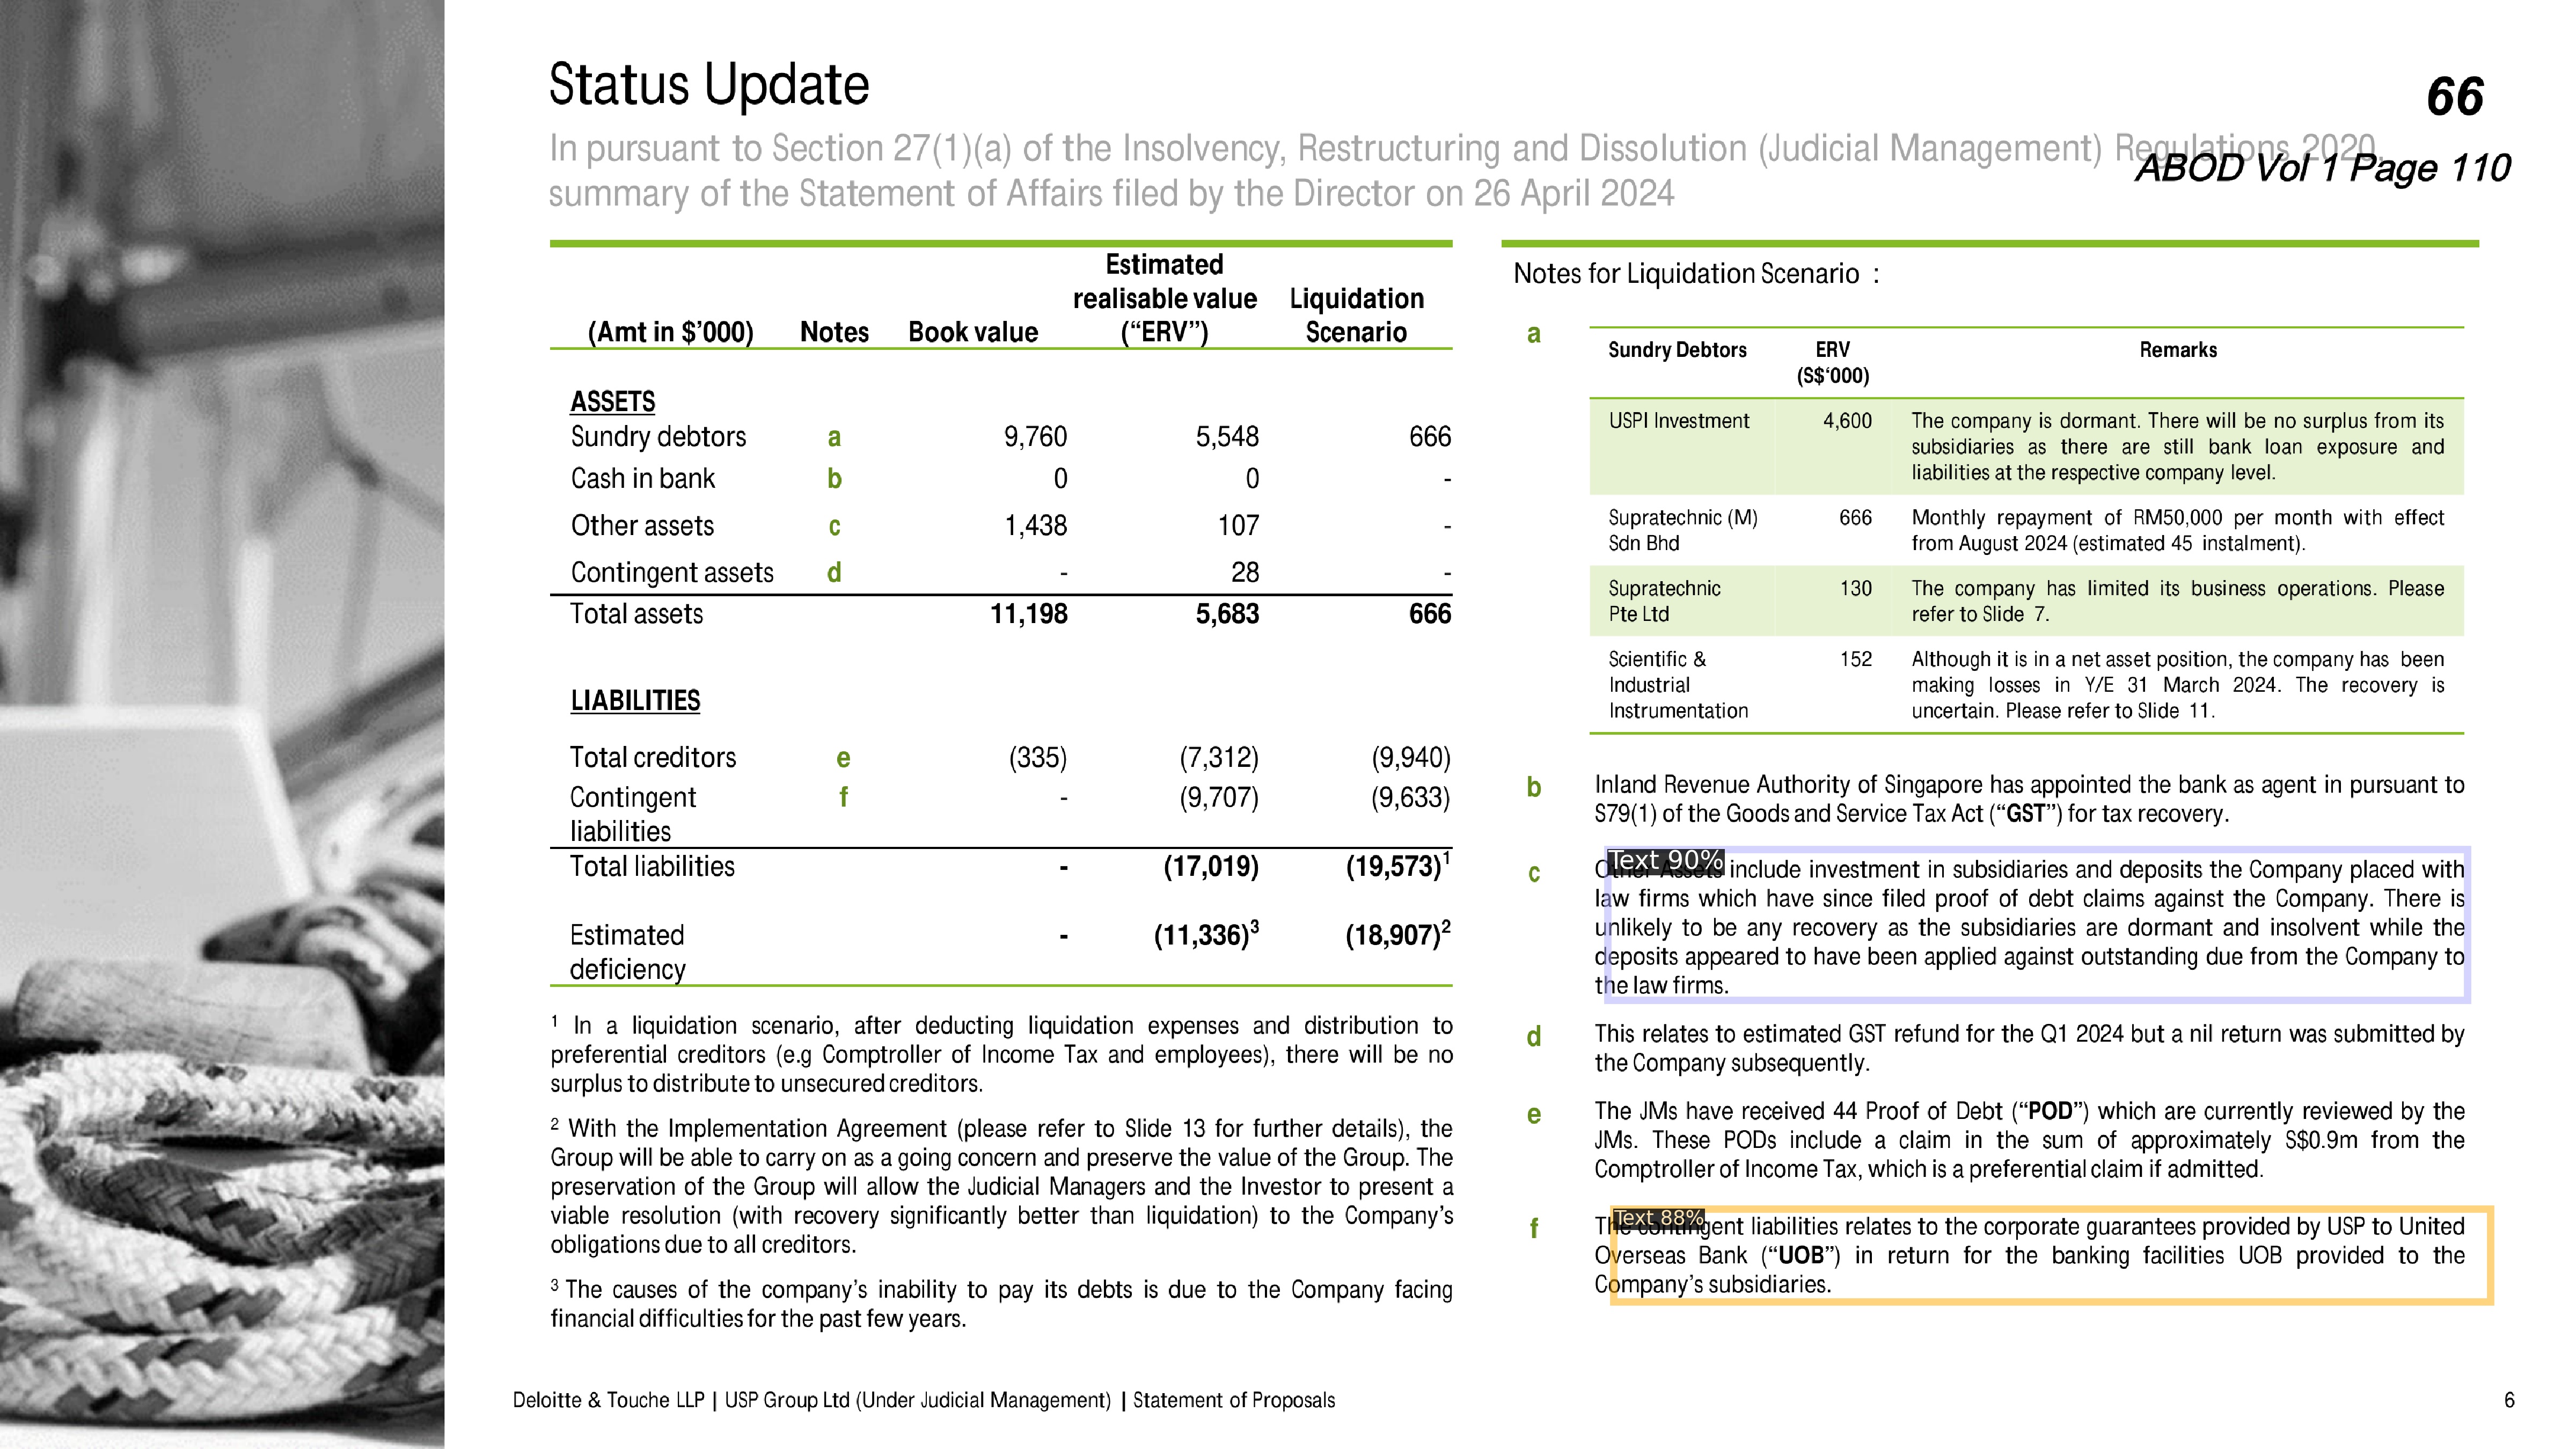 Status Update
66
In pursuant to Section 27(1)(a) of the Insolvency, Restructuring and Dissolution (Judicial Management) Regulations 2020,
ABOD Vol 1 Page 110
summary of the Statement of Affairs filed by the Director on 26 April 2024
(Amt in $’000) Notes Book value Estimated realisable value (“ERV”) Liquidation Scenario
ASSETS
Sundry debtors a 9,760 5,548 666
Cash in bank b 0 0 -
Other assets c 1,438 107 -
Contingent assets d - 28 -
Total assets 11,198 5,683 666
LIABILITIES
Total creditors e (335) (7,312) (9,940)
Contingent liabilities f - (9,707) (9,633)
Total liabilities - (17,019) (19,573)¹
Estimated deficiency - (11,336)³ (18,907)²
¹ In a liquidation scenario, after deducting liquidation expenses and distribution to
preferential creditors (e.g Comptroller of Income Tax and employees), there will be no
surplus to distribute to unsecured creditors.
² With the Implementation Agreement (please refer to Slide 13 for further details), the
Group will be able to carry on as a going concern and preserve the value of the Group. The
preservation of the Group will allow the Judicial Managers and the Investor to present a
viable resolution (with recovery significantly better than liquidation) to the Company’s
obligations due to all creditors.
³ The causes of the company’s inability to pay its debts is due to the Company facing
financial difficulties for the past few years.
Notes for Liquidation Scenario :
a
Sundry Debtors ERV (S$‘000) Remarks
USPI Investment 4,600 The company is dormant. There will be no surplus from its
subsidiaries as there are still bank loan exposure and
liabilities at the respective company level.
Supratechnic (M) 666 Monthly repayment of RM50,000 per month with effect
Sdn Bhd from August 2024 (estimated 45 instalment).
Supratechnic 130 The company has limited its business operations. Please
Pte Ltd refer to Slide 7.
Scientific & 152 Although it is in a net asset position, the company has been
Industrial making losses in Y/E 31 March 2024. The recovery is
Instrumentation uncertain. Please refer to Slide 11.
b Inland Revenue Authority of Singapore has appointed the bank as agent in pursuant to
S79(1) of the Goods and Service Tax Act (“GST”) for tax recovery.
Text 90%
c Other Assets include investment in subsidiaries and deposits the Company placed with
law firms which have since filed proof of debt claims against the Company. There is
unlikely to be any recovery as the subsidiaries are dormant and insolvent while the
deposits appeared to have been applied against outstanding due from the Company to
the law firms.
d This relates to estimated GST refund for the Q1 2024 but a nil return was submitted by
the Company subsequently.
e The JMs have received 44 Proof of Debt (“POD”) which are currently reviewed by the
JMs. These PODs include a claim in the sum of approximately S$0.9m from the
Comptroller of Income Tax, which is a preferential claim if admitted.
Text 88%
f The contingent liabilities relates to the corporate guarantees provided by USP to United
Overseas Bank (“UOB”) in return for the banking facilities UOB provided to the
Company’s subsidiaries.
Deloitte & Touche LLP | USP Group Ltd (Under Judicial Management) | Statement of Proposals
6